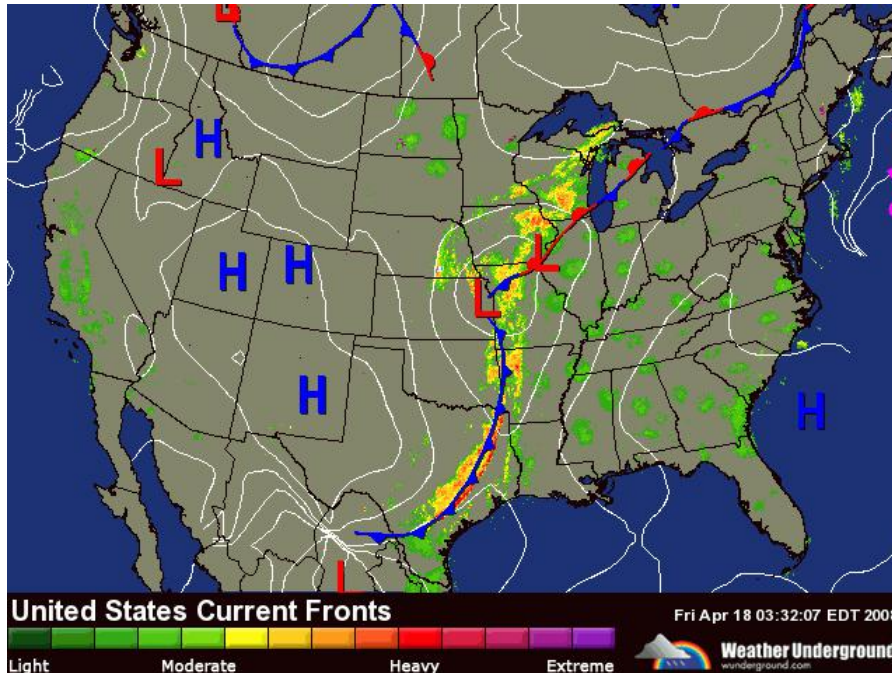 L
H
L
H
H
L
L
H
H
L
United States Current Fronts
Fri Apr 18 03:32:07 EDT 2008
Light
Moderate
Heavy
Extreme
Weather Underground
wunderground.com